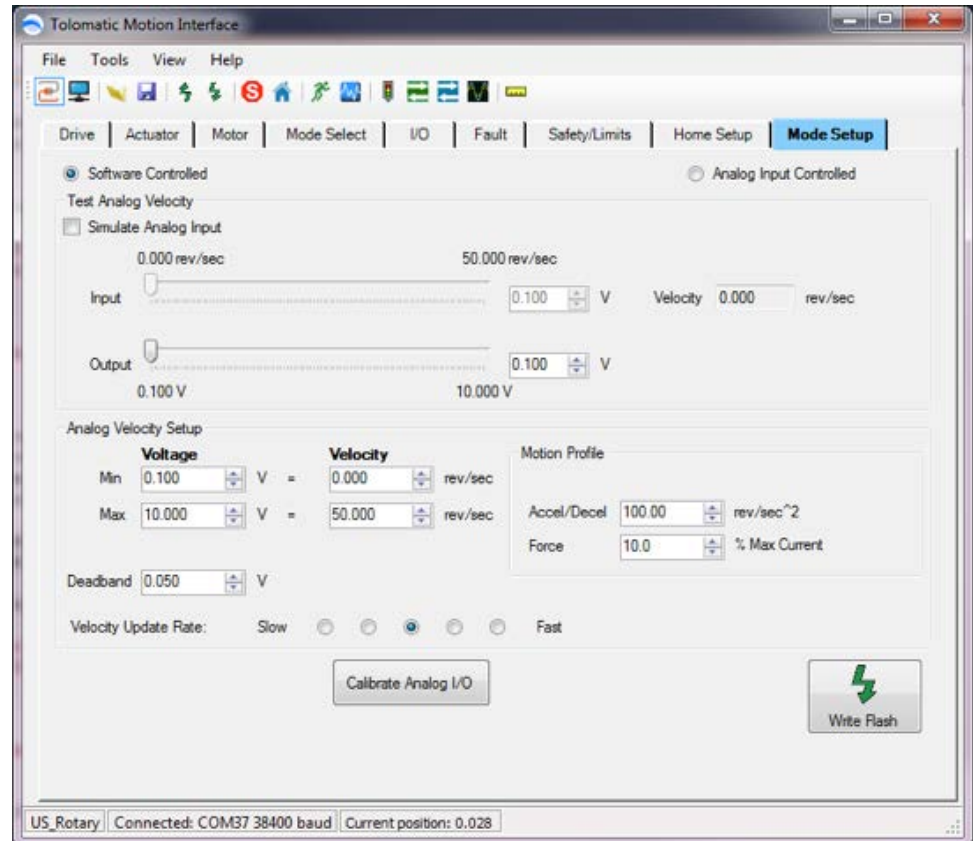 Tolomatic Motion Interface
File Tools View Help
Drive Actuator Motor Mode Select I/O Fault Safety/Limits Home Setup Mode Setup
Software Controlled Analog Input Controlled
Test Analog Velocity
Simulate Analog Input
0.000 rev/sec 50.000 rev/sec
Input 0.100 V Velocity 0.000 rev/sec
Output 0.100 V
0.100 V 10.000 V
Analog Velocity Setup
Voltage Velocity Motion Profile
Min 0.100 V = 0.000 rev/sec
Max 10.000 V = 50.000 rev/sec Accel/Decel 100.00 rev/sec^2
Force 10.0 % Max Current
Deadband 0.050 V
Velocity Update Rate: Slow Fast
Calibrate Analog I/O
Write Flash
US_Rotary Connected: COM37 38400 baud Current position: 0.028